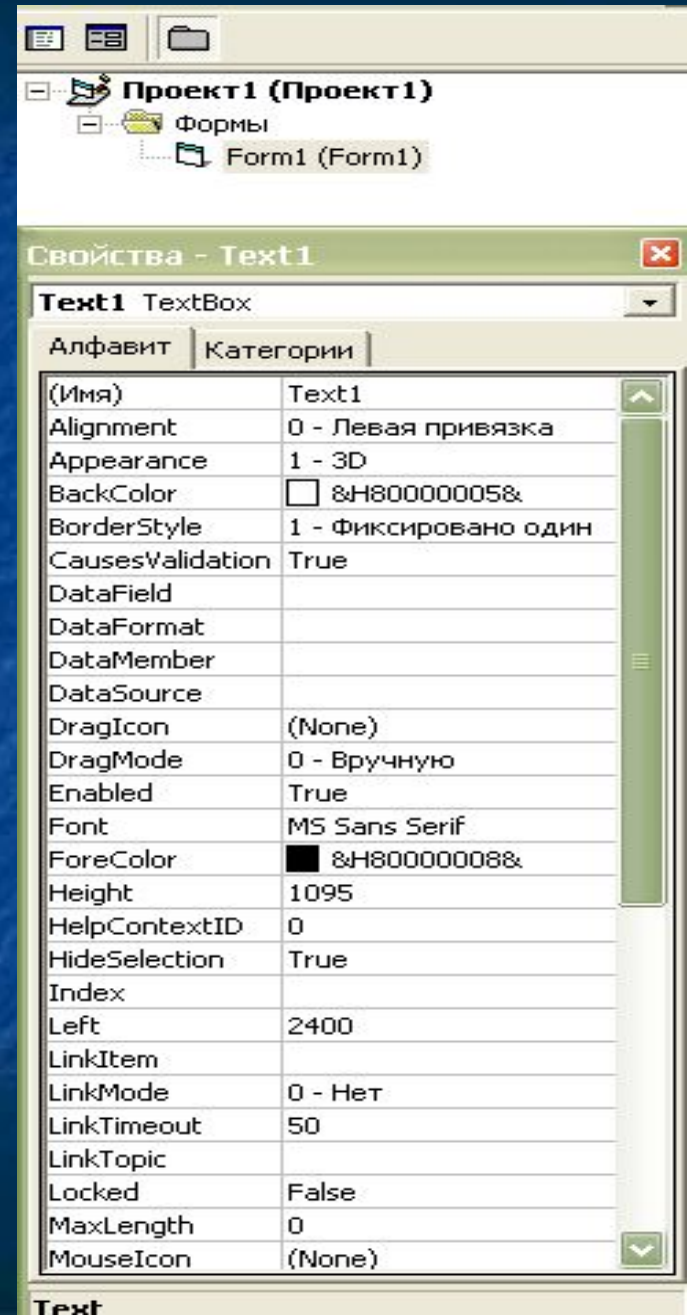 Проект1 (Проект1)
Формы
Form1 (Form1)
Свойства - Text1
Text1 TextBox
Алфавит Категории
(Имя) Text1
Alignment 0 - Левая привязка
Appearance 1 - 3D
BackColor &H80000005&
BorderStyle 1 - Фиксировано один
CausesValidation True
DataField
DataFormat
DataMember
DataSource
DragIcon (None)
DragMode 0 - Вручную
Enabled True
Font MS Sans Serif
ForeColor &H80000008&
Height 1095
HelpContextID 0
HideSelection True
Index
Left 2400
LinkItem
LinkMode 0 - Нет
LinkTimeout 50
LinkTopic
Locked False
MaxLength 0
MouseIcon (None)
Text